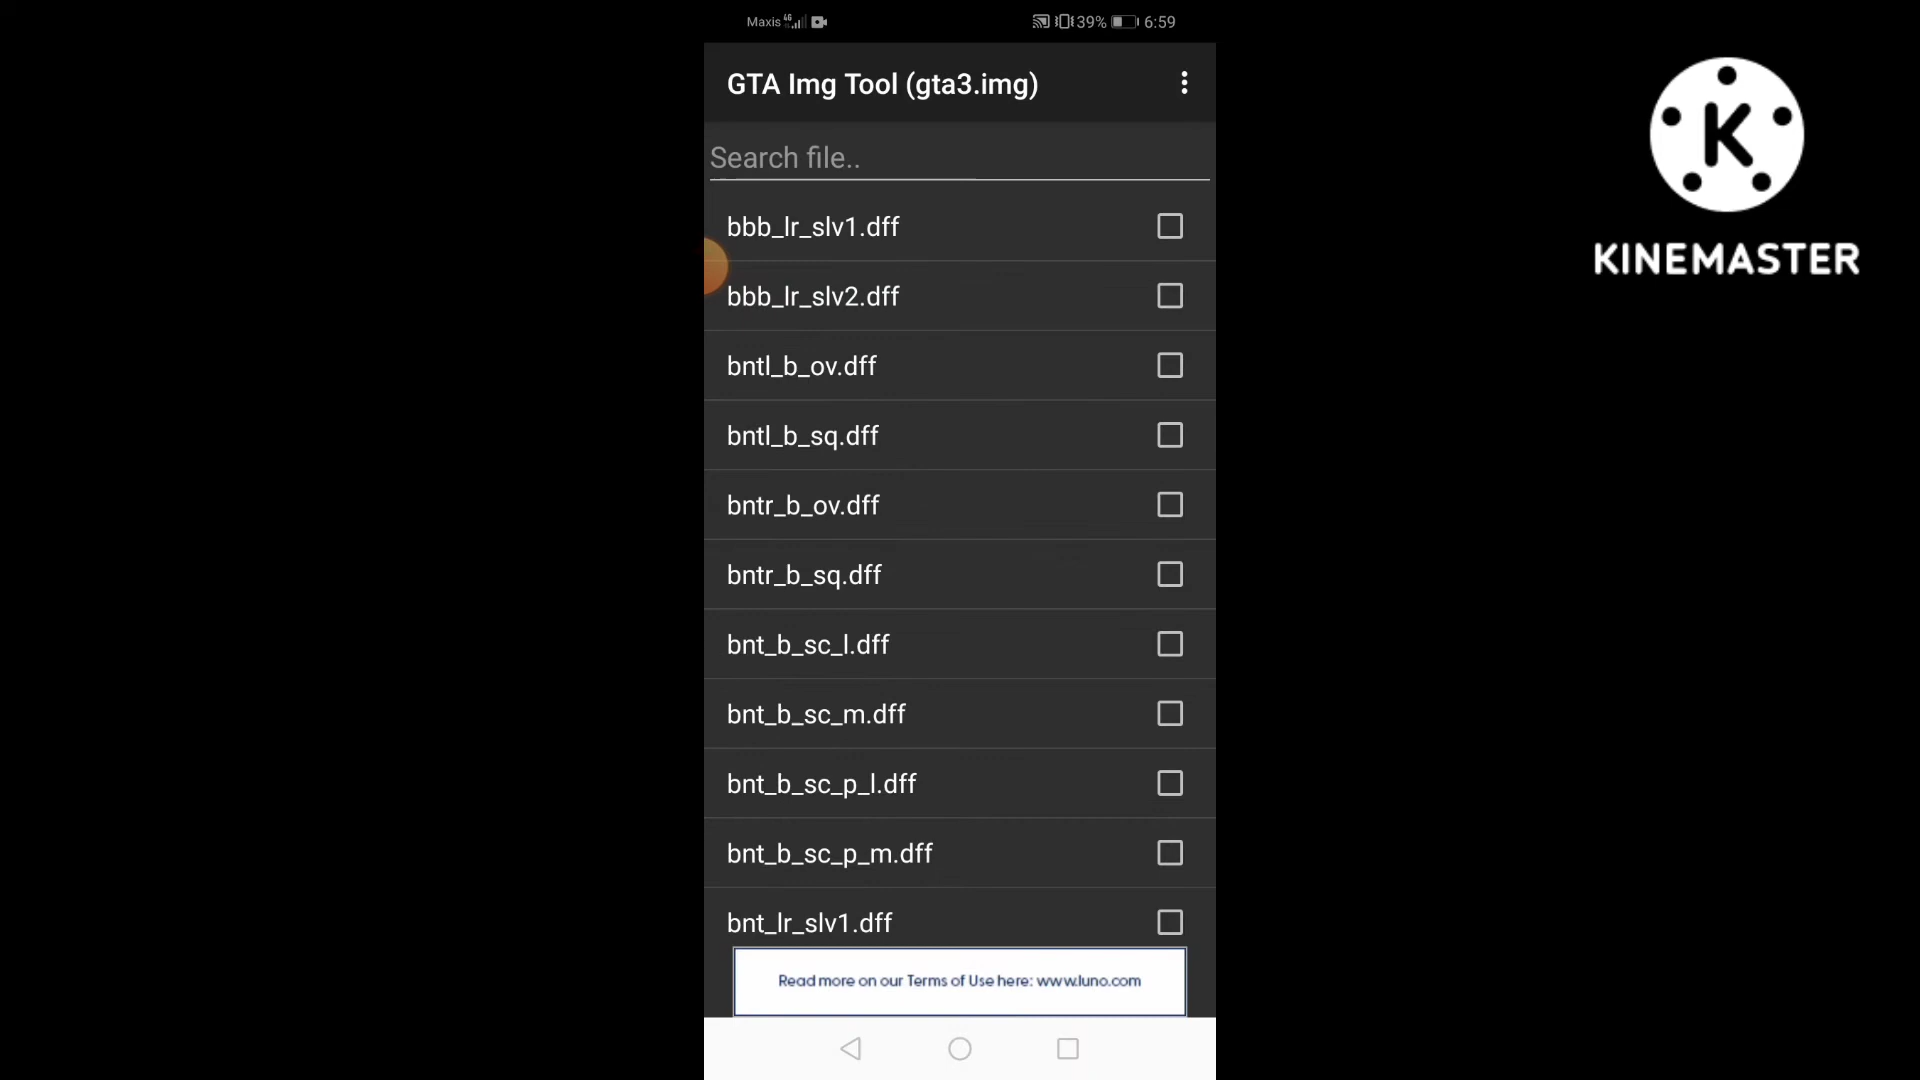 Maxis 4G 39% 6:59
GTA Img Tool (gta3.img)
Search file..
bbb_lr_slv1.dff
bbb_lr_slv2.dff
bntl_b_ov.dff
bntl_b_sq.dff
bntr_b_ov.dff
bntr_b_sq.dff
bnt_b_sc_l.dff
bnt_b_sc_m.dff
bnt_b_sc_p_l.dff
bnt_b_sc_p_m.dff
bnt_lr_slv1.dff
Read more on our Terms of Use here: www.luno.com
K
KINEMASTER